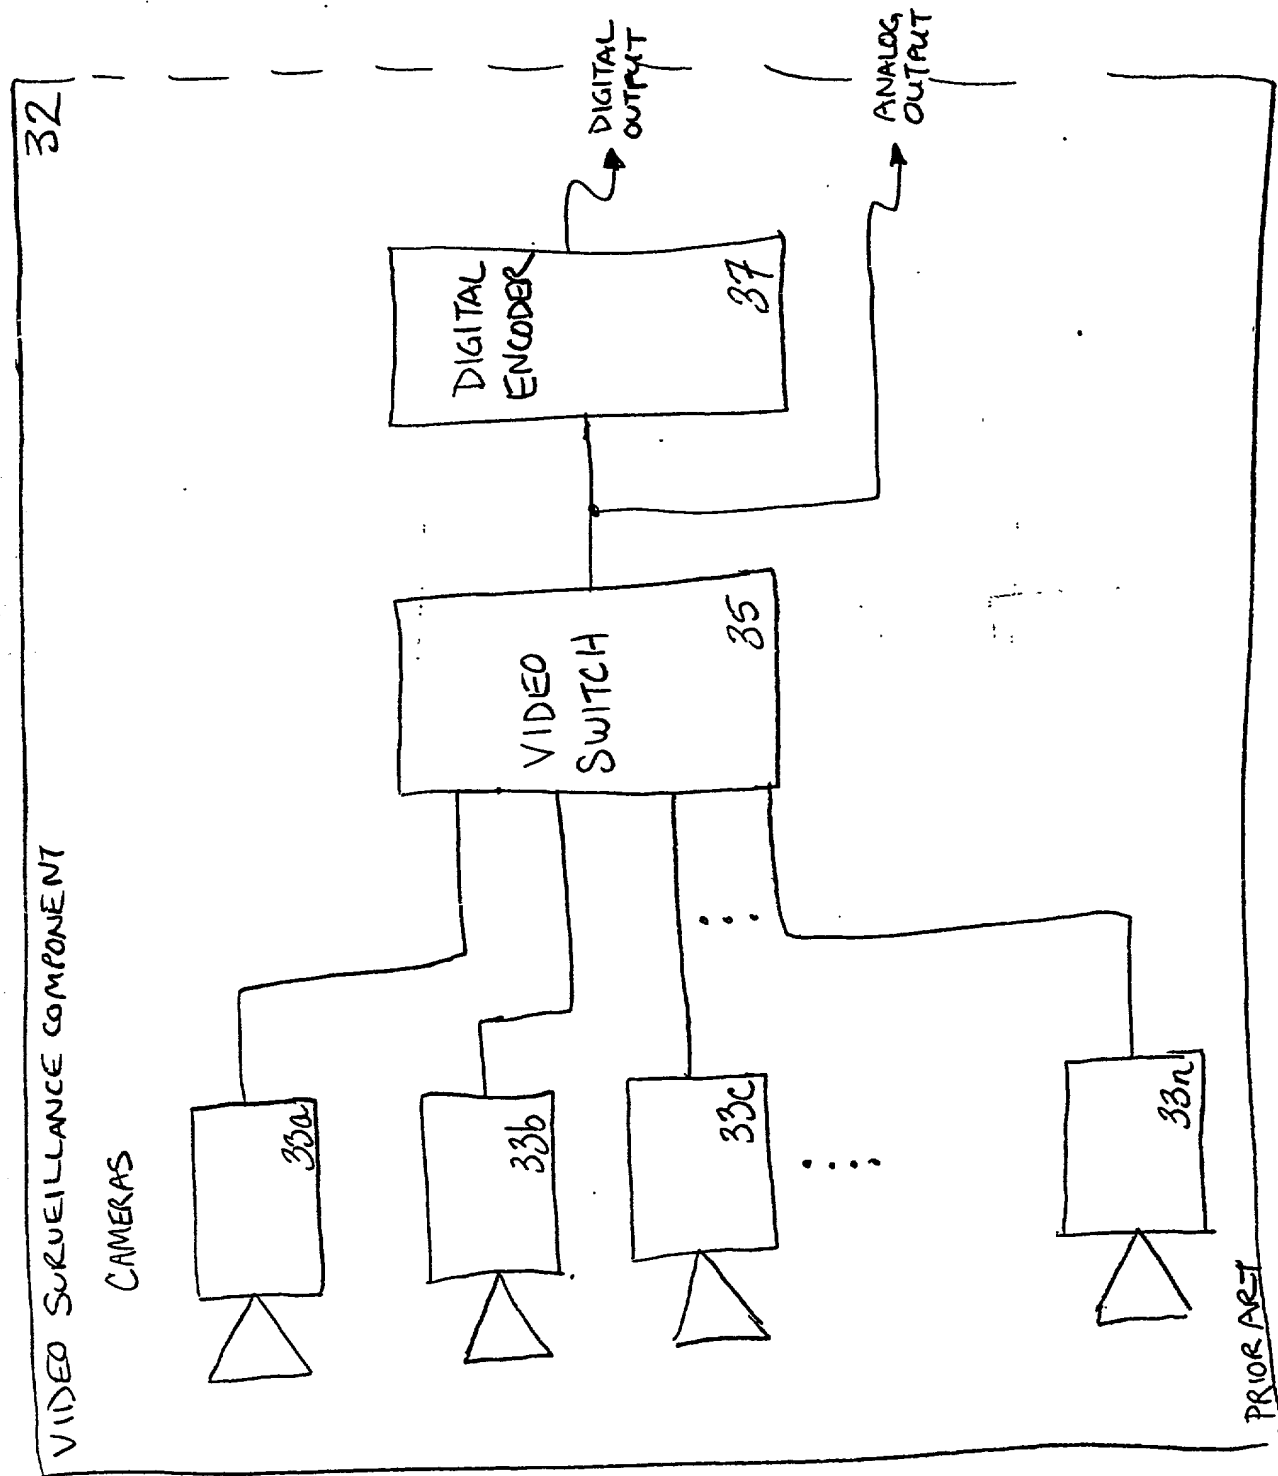 VIDEO SURVEILLANCE COMPONENT
32
CAMERAS
33a
33b
33c
33n
VIDEO
SWITCH
35
DIGITAL
ENCODER
37
DIGITAL
OUTPUT
ANALOG
OUTPUT
PRIOR ART